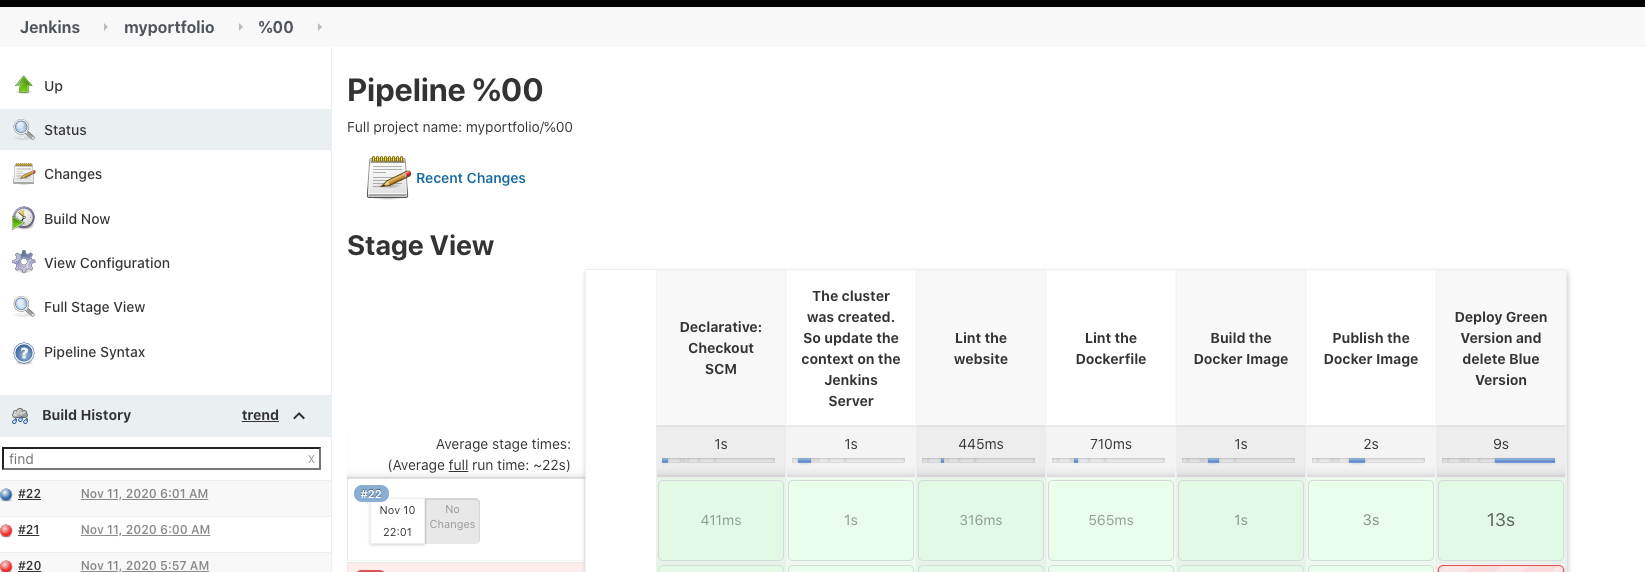 Jenkins myportfolio %00
Up
Status
Changes
Build Now
View Configuration
Full Stage View
Pipeline Syntax
Build History trend
find x
#22 Nov 11, 2020 6:01 AM
#21 Nov 11, 2020 6:00 AM
#20 Nov 11, 2020 5:57 AM
Pipeline %00
Full project name: myportfolio/%00
Recent Changes
Stage View
Declarative:
Checkout
SCM
The cluster
was created.
So update the
context on the
Jenkins
Server
Lint the
website
Lint the
Dockerfile
Build the
Docker Image
Publish the
Docker Image
Deploy Green
Version and
delete Blue
Version
Average stage times:
(Average full run time: ~22s)
1s 1s 445ms 710ms 1s 2s 9s
#22
Nov 10
22:01
No
Changes
411ms 1s 316ms 565ms 1s 3s 13s